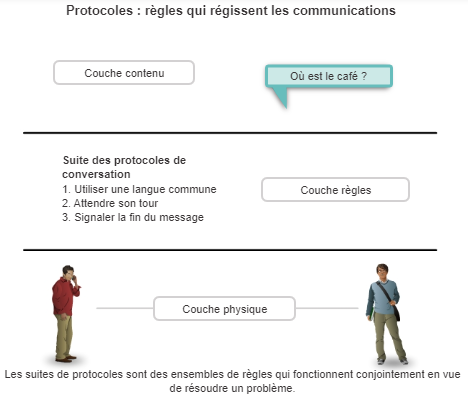 Protocoles : règles qui régissent les communications
Couche contenu
Où est le café ?
Suite des protocoles de
conversation
1. Utiliser une langue commune
2. Attendre son tour
3. Signaler la fin du message
Couche règles
Couche physique
Les suites de protocoles sont des ensembles de règles qui fonctionnent conjointement en vue
de résoudre un problème.